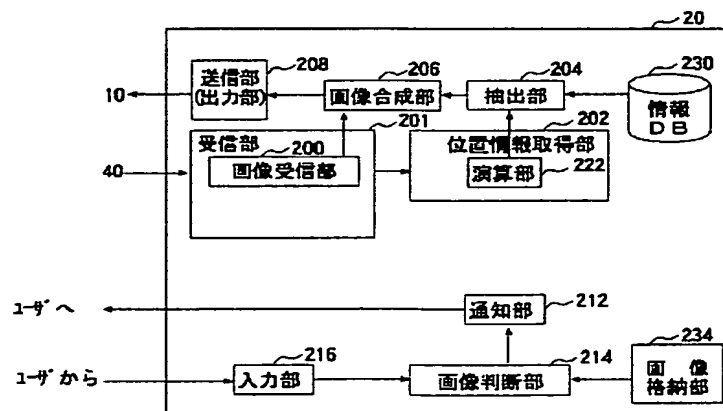 20
208
206
204
230
送信部
(出力部)
10
画像合成部
抽出部
情報
DB
201
202
受信部
200
画像受信部
位置情報取得部
演算部
222
40
ユーザへ
通知部
212
234
216
214
ユーザから
入力部
画像判断部
画像
格納部